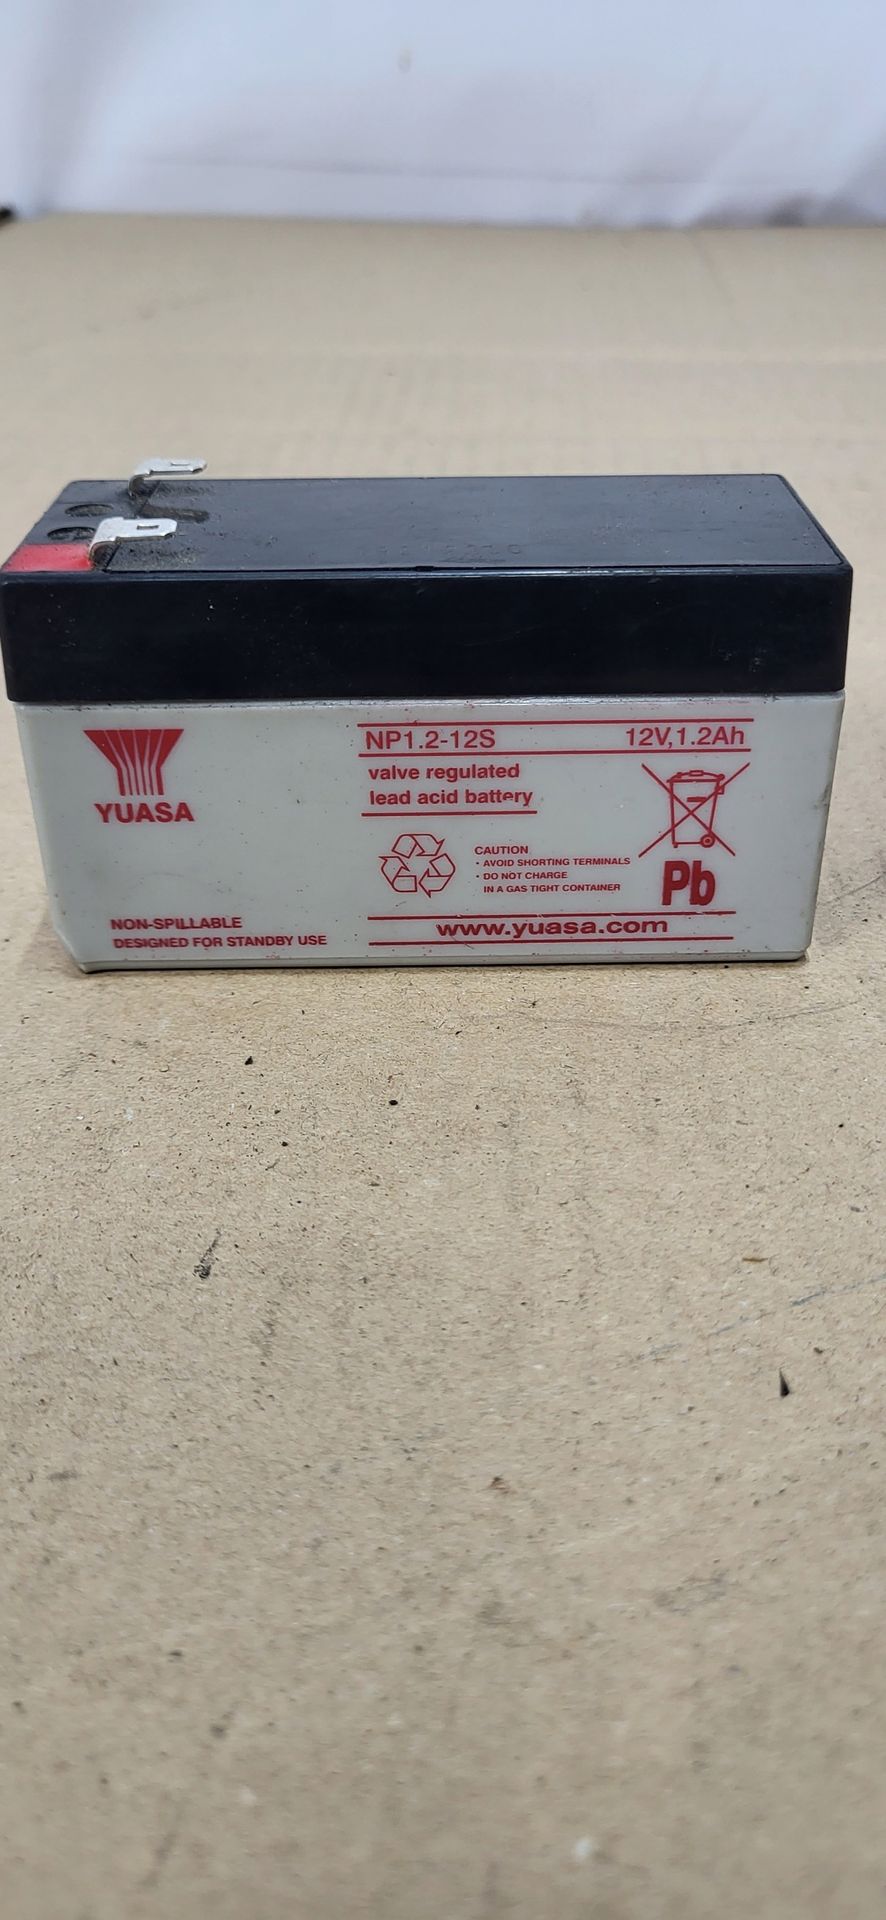 YUASA
NP1.2-12S 12V,1.2Ah
valve regulated
lead acid battery
CAUTION
• AVOID SHORTING TERMINALS
• DO NOT CHARGE
IN A GAS TIGHT CONTAINER
Pb
NON-SPILLABLE
DESIGNED FOR STANDBY USE
www.yuasa.com